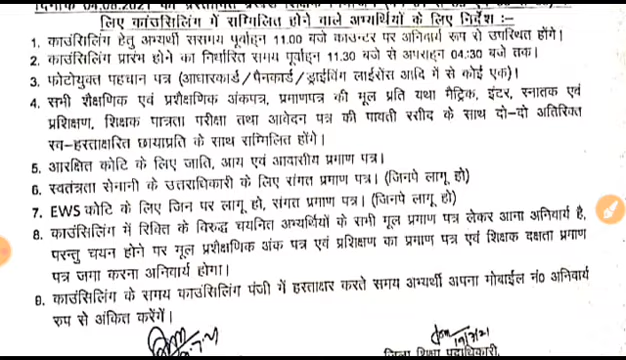 लिए कांउसिलिंग में सम्मिलित होने वाले अभ्यर्थियों के लिए निर्देश :-
1. काउंसिलिंग हेतु अभ्यर्थी ससमय पूर्वाहन 11.00 बजे काउन्टर पर अनिवार्य रूप से उपस्थित होंगे।
2. काउंसिलिंग प्रारंभ होने का निर्धारित समय पूर्वाहन 11.30 बजे से अपराहन 04:30 बजे तक।
3. फोटोयुक्त पहचान पत्र (आधारकार्ड/पैनकार्ड/ड्राईविंग लाईसेंस आदि में से कोई एक)।
4. सभी शैक्षणिक एवं प्रशैक्षणिक अंकपत्र, प्रमाणपत्र की मूल प्रति यथा मैट्रिक, इंटर, स्नातक एवं
प्रशिक्षण, शिक्षक पात्रता परीक्षा तथा आवेदन पत्र की पावती रसीद के साथ दो-दो अतिरिक्त
स्व-हस्ताक्षरित छायाप्रति के साथ सम्मिलित होंगे।
5. आरक्षित कोटि के लिए जाति, आय एवं आवासीय प्रमाण पत्र।
6. स्वतंत्रता सेनानी के उत्तराधिकारी के लिए संगत प्रमाण पत्र। (जिनपे लागू हो)
7. EWS कोटि के लिए जिन पर लागू हो, संगत प्रमाण पत्र। (जिनपे लागू हो)
8. काउंसिलिंग में रिक्ति के विरुद्ध चयनित अभ्यर्थियों के सभी मूल प्रमाण पत्र लेकर आना अनिवार्य है,
परन्तु चयन होने पर मूल प्रशैक्षणिक अंक पत्र एवं प्रशिक्षण का प्रमाण पत्र एवं शिक्षक दक्षता प्रमाण
पत्र जमा करना अनिवार्य होगा।
9. काउंसिलिंग के समय काउंसिलिंग पंजी में हस्ताक्षर करते समय अभ्यर्थी अपना मोबाईल नं0 अनिवार्य
रुप से अंकित करेंगें।
जिला शिक्षा पदाधिकारी,